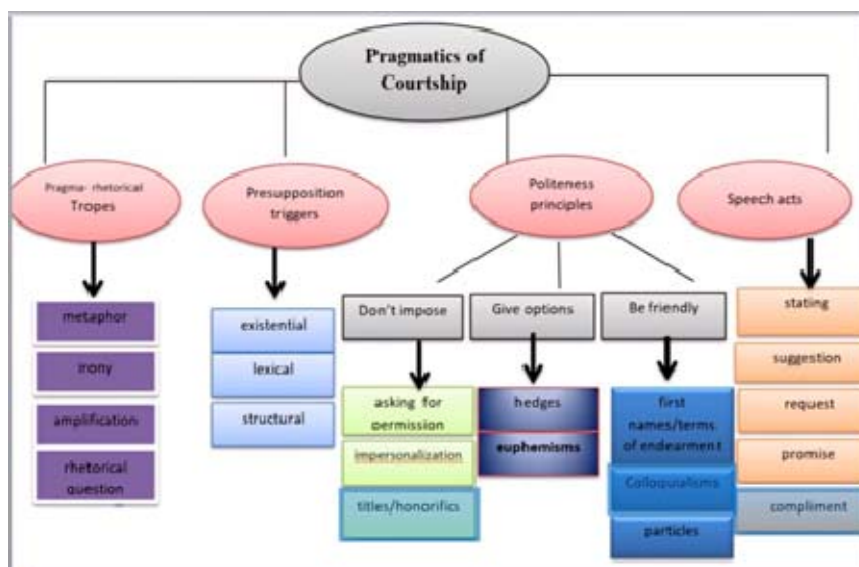 Pragmatics of
Courtship
Pragma- rhetorical
Tropes
Presupposition
triggers
Politeness
principles
Speech acts
metaphor
irony
amplification
rhetorical
question
existential
lexical
structural
Don't impose
Give options
Be friendly
asking for
permission
impersonalization
titles/honorifics
hedges
euphemisms
first
names/terms
of endearment
Colloquialisms
particles
stating
suggestion
request
promise
compliment